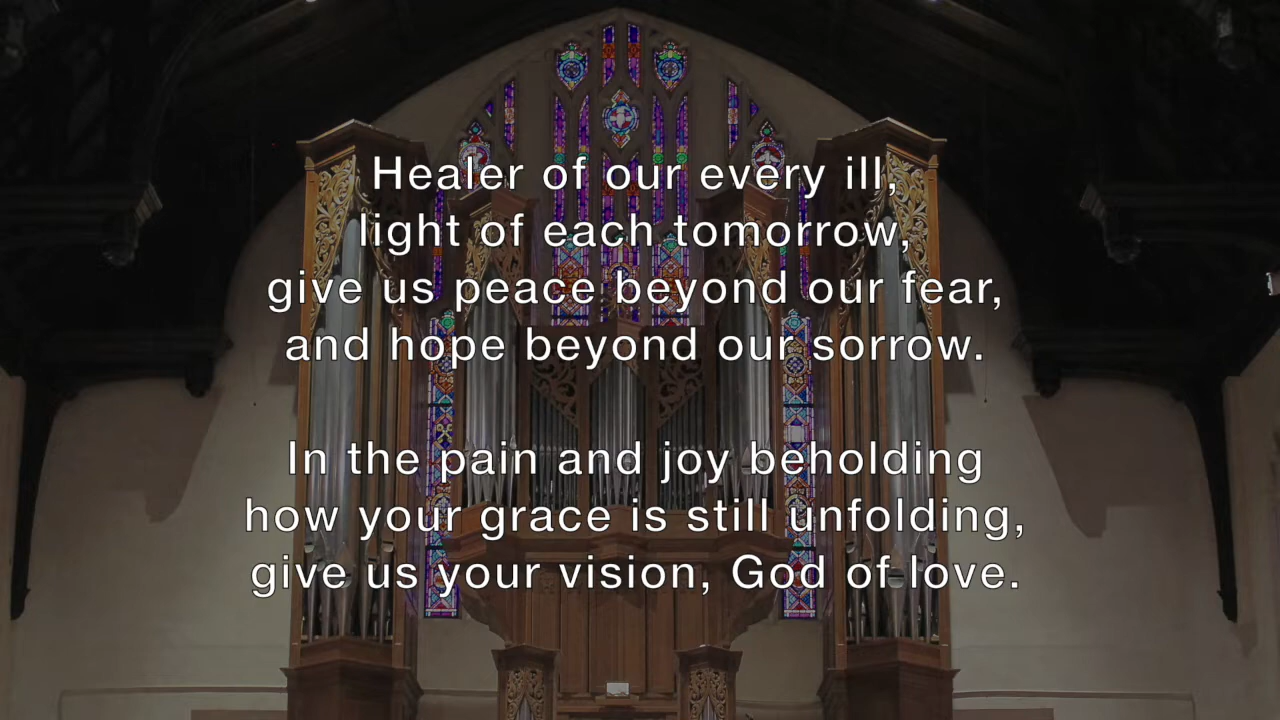 Healer of our every ill,
light of each tomorrow,
give us peace beyond our fear,
and hope beyond our sorrow.
In the pain and joy beholding
how your grace is still unfolding,
give us your vision, God of love.